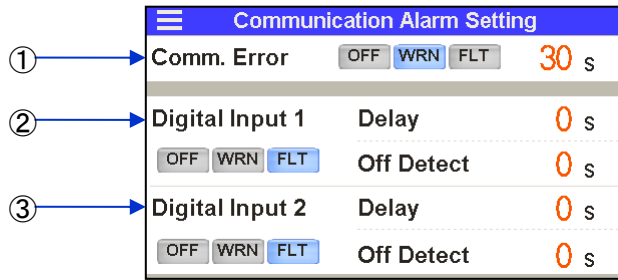 Communication Alarm Setting
① Comm. Error OFF WRN FLT 30 s
② Digital Input 1 Delay 0 s
OFF WRN FLT Off Detect 0 s
③ Digital Input 2 Delay 0 s
OFF WRN FLT Off Detect 0 s